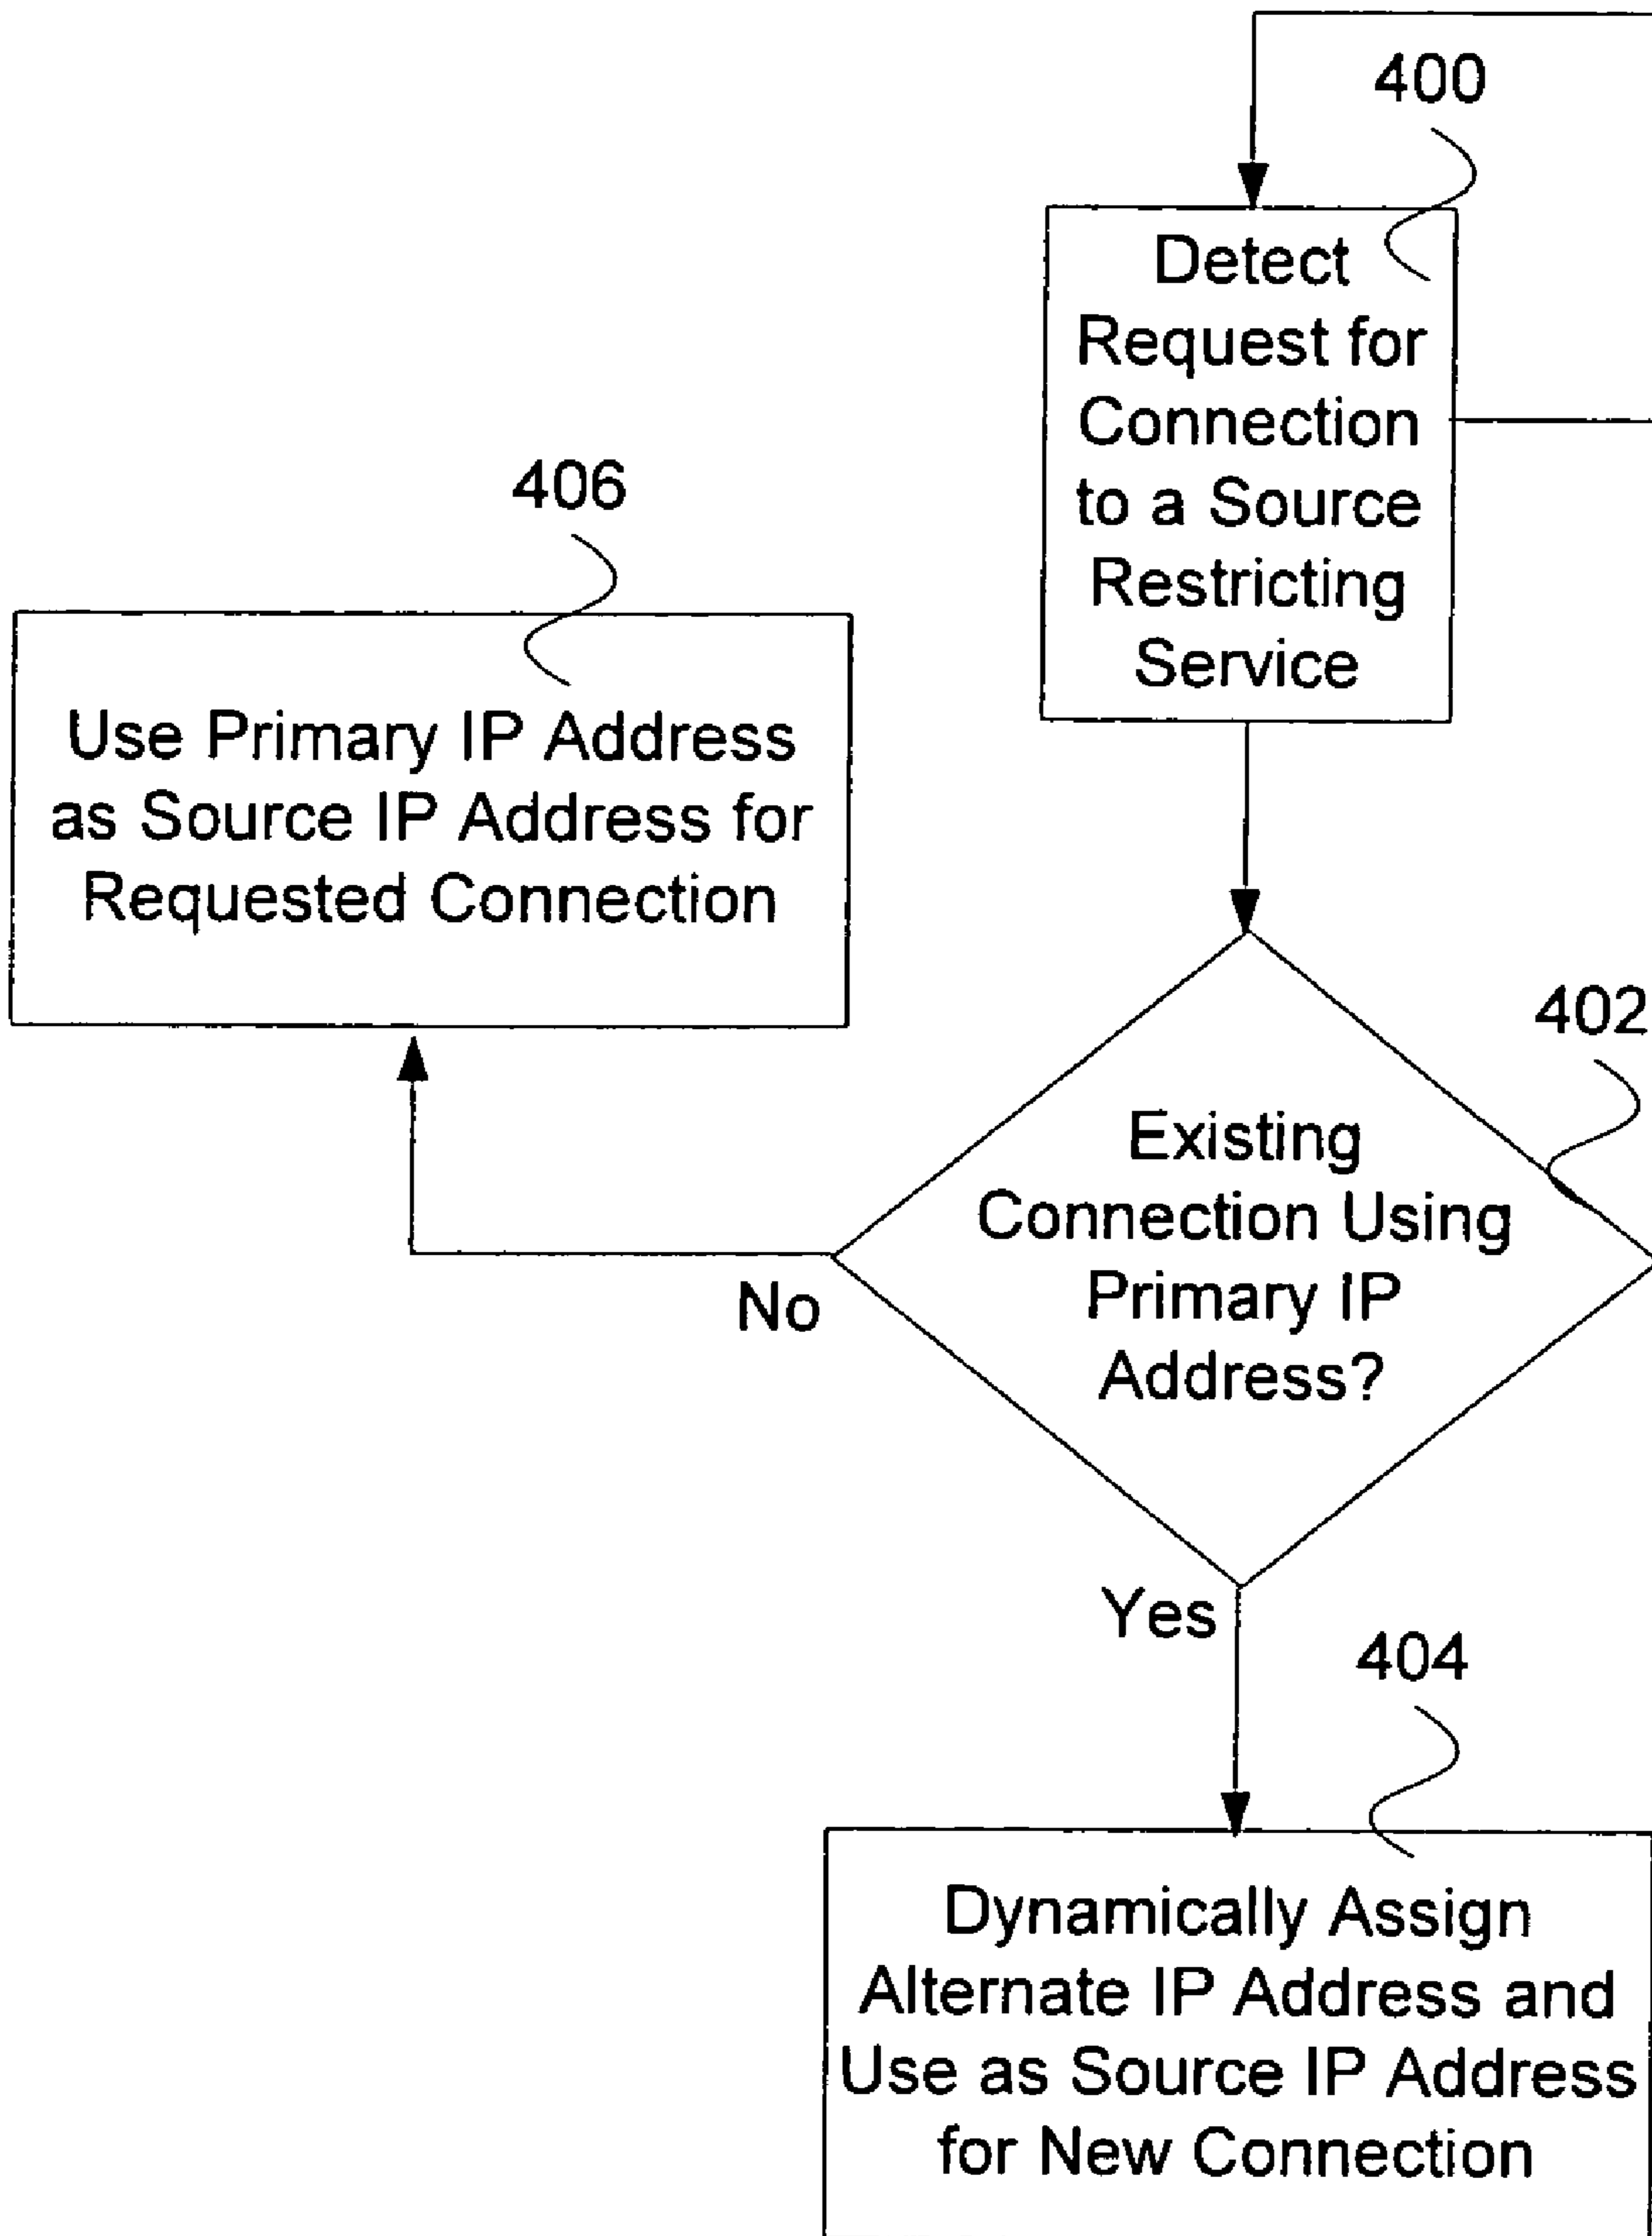 400
Detect
Request for
Connection
to a Source
Restricting
Service
406
Use Primary IP Address
as Source IP Address for
Requested Connection
402
Existing
Connection Using
Primary IP
Address?
No
Yes
404
Dynamically Assign
Alternate IP Address and
Use as Source IP Address
for New Connection